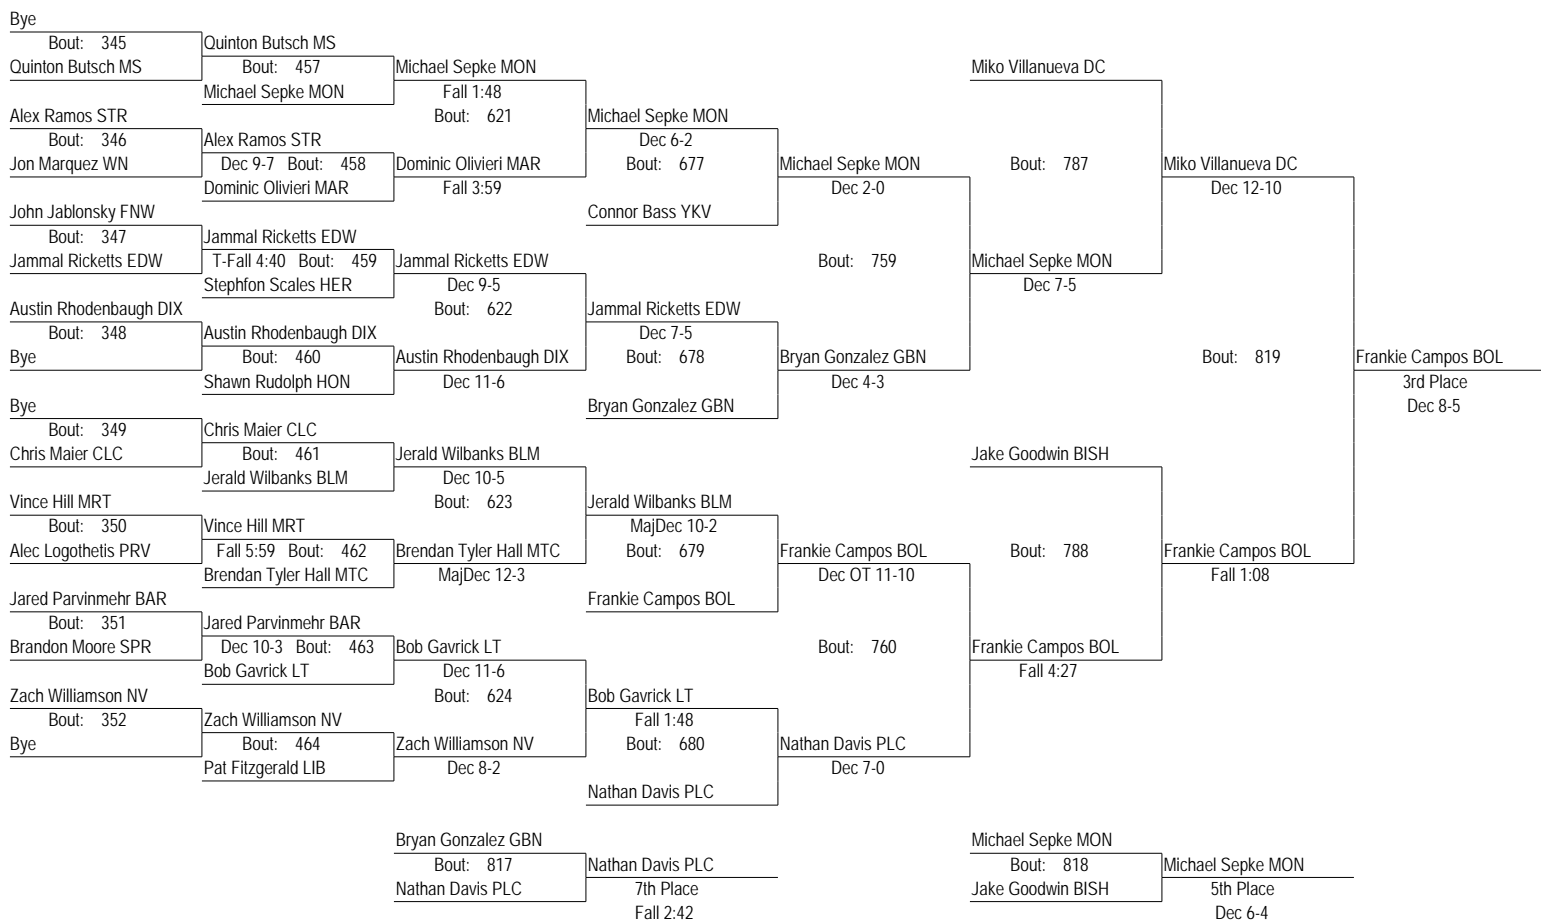 Bye
Bout: 345
Quinton Butsch MS
Quinton Butsch MS
Bout: 457
Michael Sepke MON
Michael Sepke MON
Fall 1:48
Bout: 621
Alex Ramos STR
Bout: 346
Jon Marquez WN
Alex Ramos STR
Dec 9-7 Bout: 458
Dominic Olivieri MAR
Dominic Olivieri MAR
Fall 3:59
Michael Sepke MON
Dec 6-2
Bout: 677
Connor Bass YKV
Michael Sepke MON
Dec 2-0
John Jablonsky FNW
Bout: 347
Jammal Ricketts EDW
Jammal Ricketts EDW
T-Fall 4:40 Bout: 459
Stephfon Scales HER
Jammal Ricketts EDW
Dec 9-5
Bout: 622
Austin Rhodenbaugh DIX
Bout: 348
Bye
Austin Rhodenbaugh DIX
Bout: 460
Shawn Rudolph HON
Austin Rhodenbaugh DIX
Dec 11-6
Jammal Ricketts EDW
Dec 7-5
Bout: 678
Bryan Gonzalez GBN
Bryan Gonzalez GBN
Dec 4-3
Bout: 759
Michael Sepke MON
Dec 7-5
Miko Villanueva DC
Bout: 787
Miko Villanueva DC
Dec 12-10
Bye
Bout: 349
Chris Maier CLC
Chris Maier CLC
Bout: 461
Jerald Wilbanks BLM
Jerald Wilbanks BLM
Dec 10-5
Bout: 623
Vince Hill MRT
Bout: 350
Alec Logothetis PRV
Vince Hill MRT
Fall 5:59 Bout: 462
Brendan Tyler Hall MTC
Brendan Tyler Hall MTC
MajDec 12-3
Jerald Wilbanks BLM
MajDec 10-2
Bout: 679
Frankie Campos BOL
Frankie Campos BOL
Dec OT 11-10
Jared Parvinmehr BAR
Bout: 351
Brandon Moore SPR
Jared Parvinmehr BAR
Dec 10-3 Bout: 463
Bob Gavrick LT
Bob Gavrick LT
Dec 11-6
Bout: 624
Zach Williamson NV
Bout: 352
Bye
Zach Williamson NV
Bout: 464
Pat Fitzgerald LIB
Zach Williamson NV
Dec 8-2
Bob Gavrick LT
Fall 1:48
Bout: 680
Nathan Davis PLC
Nathan Davis PLC
Dec 7-0
Bout: 760
Frankie Campos BOL
Fall 4:27
Jake Goodwin BISH
Bout: 788
Frankie Campos BOL
Fall 1:08
Bout: 819
Frankie Campos BOL
3rd Place
Dec 8-5
Bryan Gonzalez GBN
Bout: 817
Nathan Davis PLC
Nathan Davis PLC
7th Place
Fall 2:42
Michael Sepke MON
Bout: 818
Jake Goodwin BISH
Michael Sepke MON
5th Place
Dec 6-4